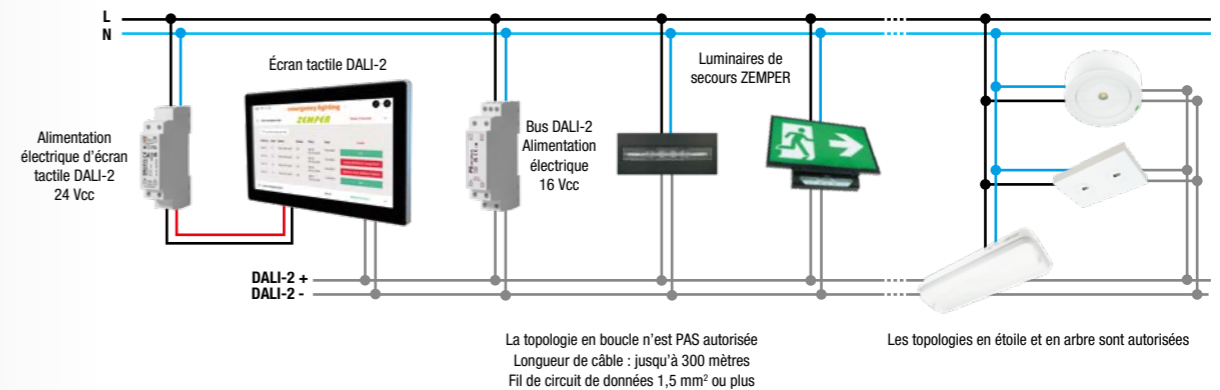 L
N
Écran tactile DALI-2
emergency lighting
ZEMPER
Alimentation
électrique d'écran
tactile DALI-2
24 Vcc
Bus DALI-2
Alimentation
électrique
16 Vcc
Luminaires de
secours ZEMPER
DALI-2 +
DALI-2 -
La topologie en boucle n'est PAS autorisée
Longueur de câble : jusqu'à 300 mètres
Fil de circuit de données 1,5 mm² ou plus
Les topologies en étoile et en arbre sont autorisées